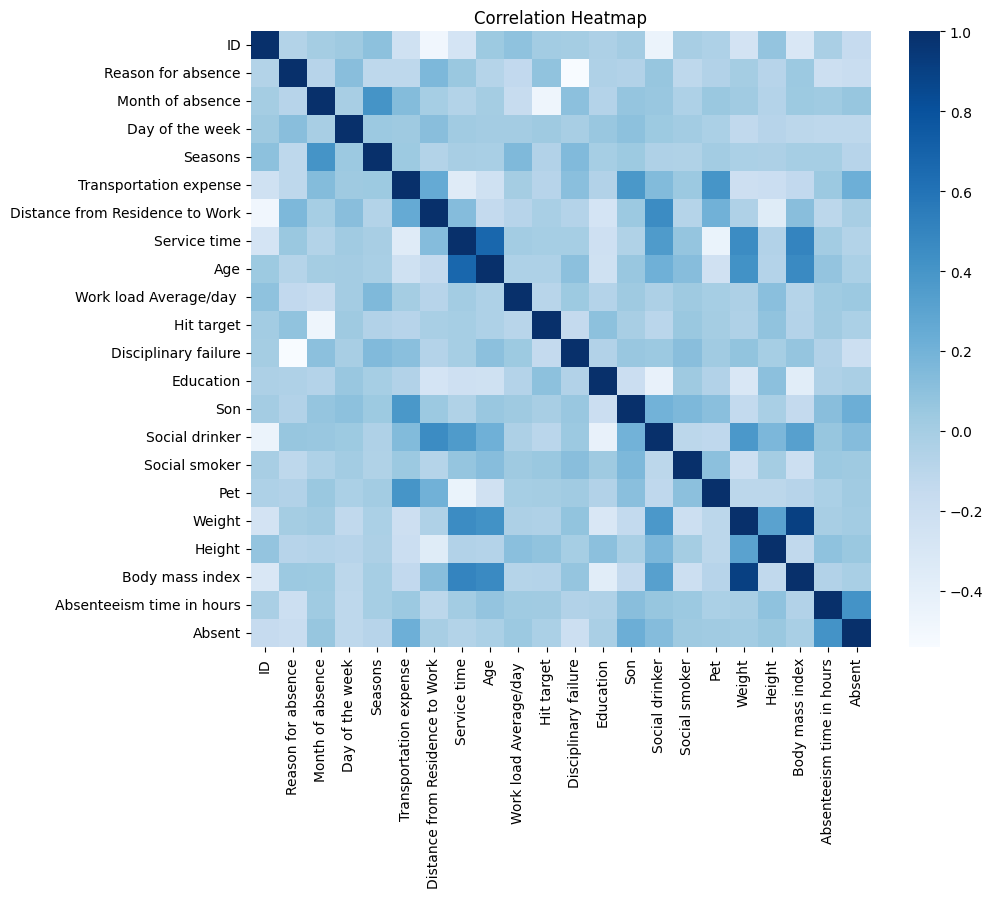 Correlation Heatmap
ID
Reason for absence
Month of absence
Day of the week
Seasons
Transportation expense
Distance from Residence to Work
Service time
Age
Work load Average/day
Hit target
Disciplinary failure
Education
Son
Social drinker
Social smoker
Pet
Weight
Height
Body mass index
Absenteeism time in hours
Absent
ID
Reason for absence
Month of absence
Day of the week
Seasons
Transportation expense
Distance from Residence to Work
Service time
Age
Work load Average/day
Hit target
Disciplinary failure
Education
Son
Social drinker
Social smoker
Pet
Weight
Height
Body mass index
Absenteeism time in hours
Absent
1.0
0.8
0.6
0.4
0.2
0.0
−0.2
−0.4